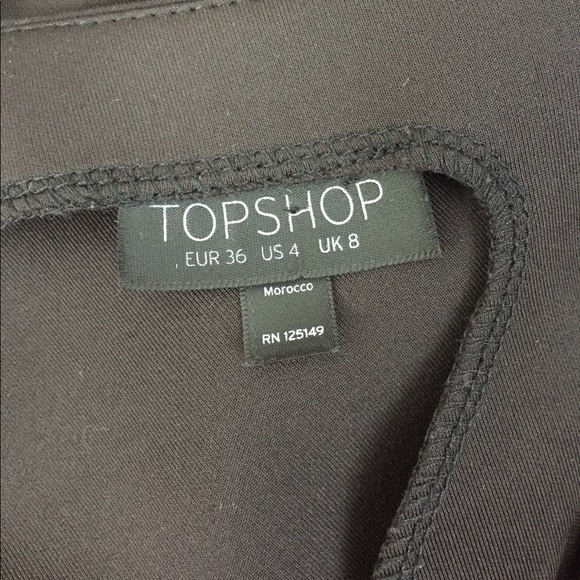 TOPSHOP
EUR 36 US 4 UK 8
Morocco
RN 125149